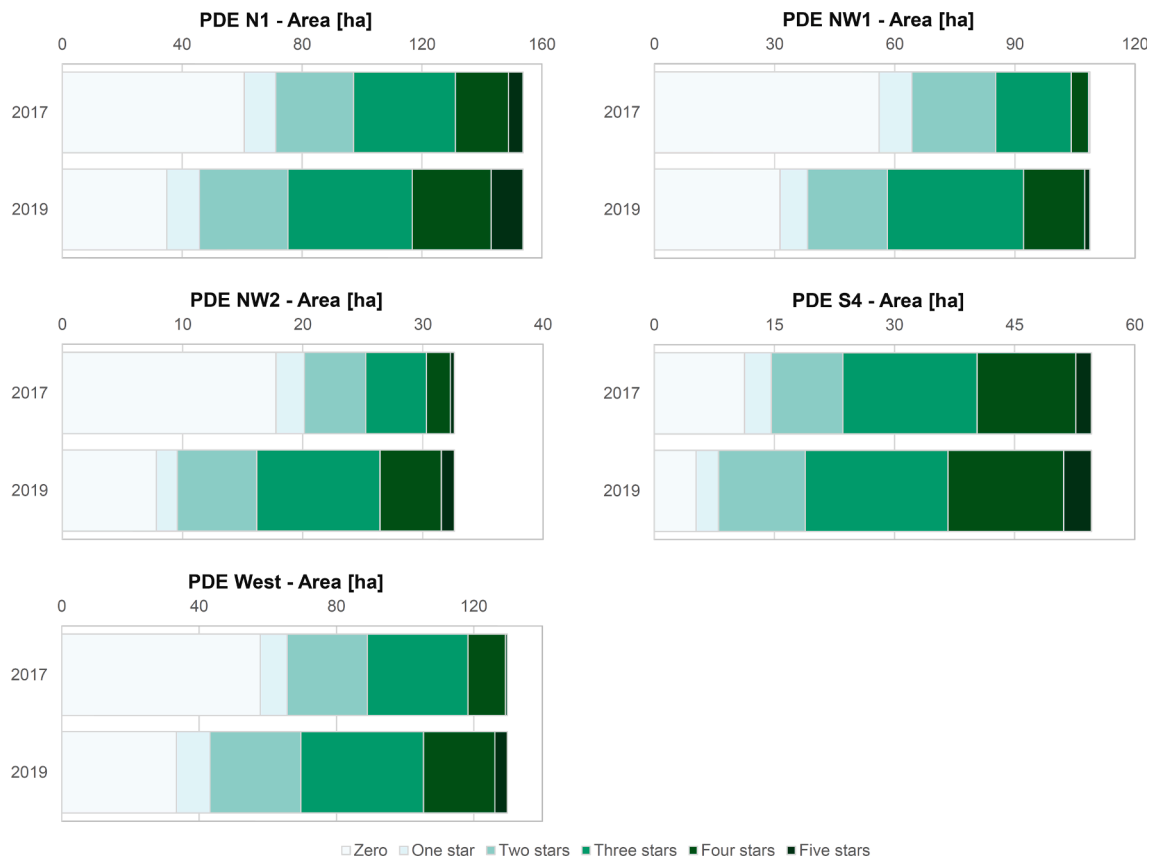 PDE N1 - Area [ha]
0 40 80 120 160
2017
2019
PDE NW1 - Area [ha]
0 30 60 90 120
2017
2019
PDE NW2 - Area [ha]
0 10 20 30 40
2017
2019
PDE S4 - Area [ha]
0 15 30 45 60
2017
2019
PDE West - Area [ha]
0 40 80 120
2017
2019
Zero One star Two stars Three stars Four stars Five stars